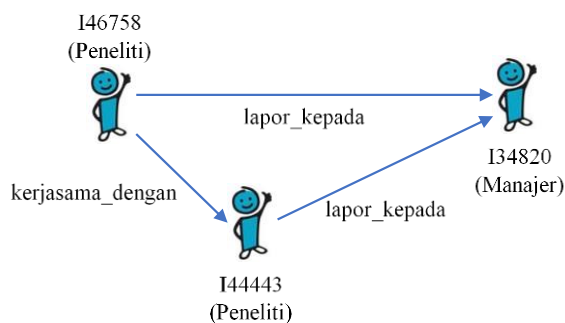 I46758
(Peneliti)
lapor_kepada
I34820
(Manajer)
kerjasama_dengan
lapor_kepada
I44443
(Peneliti)